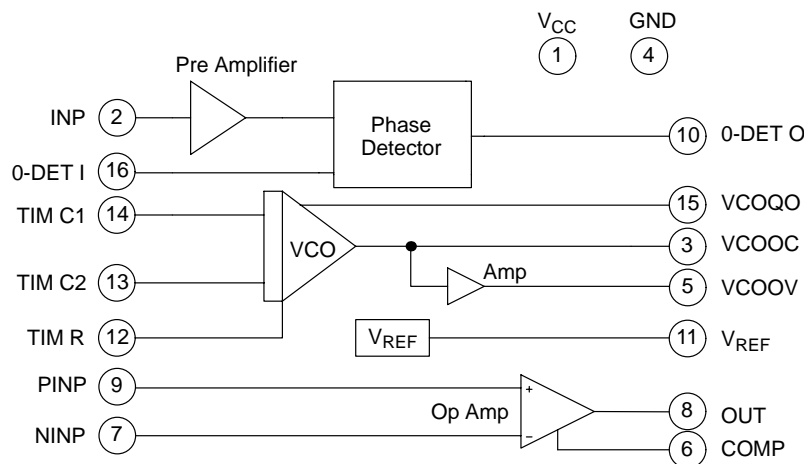 VCC GND
1 4
Pre Amplifier
INP 2
Phase
Detector
10 0-DET O
0-DET I 16
TIM C1 14
15 VCOQO
VCO
3 VCOOC
TIM C2 13
Amp
5 VCOOV
TIM R 12
VREF
11 VREF
PINP 9
+
Op Amp
8 OUT
NINP 7
−
6 COMP